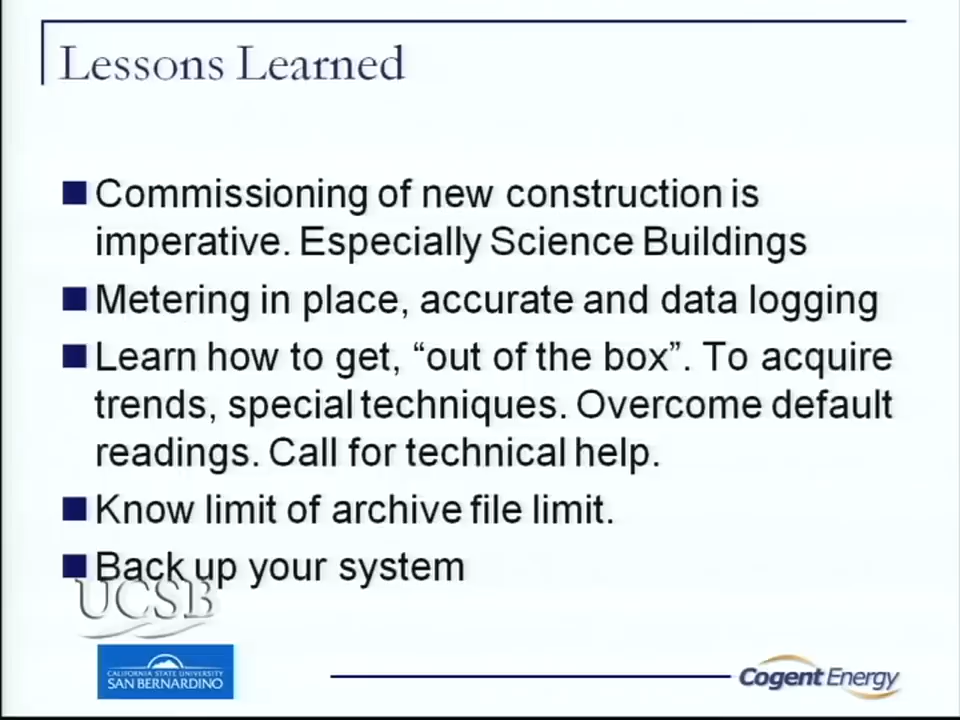 Lessons Learned
Commissioning of new construction is
imperative. Especially Science Buildings
Metering in place, accurate and data logging
Learn how to get, “out of the box”. To acquire
trends, special techniques. Overcome default
readings. Call for technical help.
Know limit of archive file limit.
Back up your system
UCSB
CALIFORNIA STATE UNIVERSITY
SAN BERNARDINO
Cogent Energy